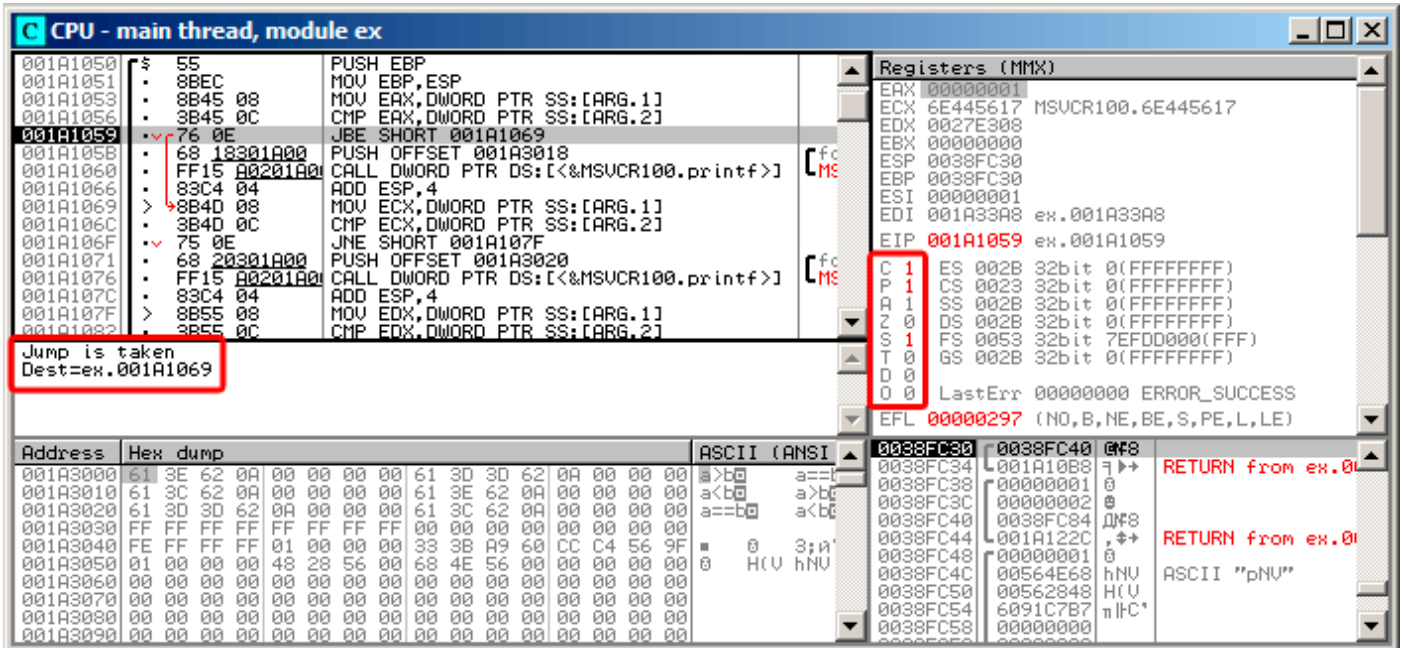 C CPU - main thread, module ex
001A1050 $ 55 PUSH EBP
001A1051 . 8BEC MOV EBP,ESP
001A1053 . 8B45 08 MOV EAX,DWORD PTR SS:[ARG.1]
001A1056 . 3B45 0C CMP EAX,DWORD PTR SS:[ARG.2]
001A1059 . 76 0E JBE SHORT 001A1069
001A105B . 68 18301A00 PUSH OFFSET 001A3018
001A1060 . FF15 A0201A0 CALL DWORD PTR DS:[<&MSVCR100.printf>]
001A1066 . 83C4 04 ADD ESP,4
001A1069 > 8B4D 08 MOV ECX,DWORD PTR SS:[ARG.1]
001A106C . 3B4D 0C CMP ECX,DWORD PTR SS:[ARG.2]
001A106F . 75 0E JNE SHORT 001A107F
001A1071 . 68 20301A00 PUSH OFFSET 001A3020
001A1076 . FF15 A0201A0 CALL DWORD PTR DS:[<&MSVCR100.printf>]
001A107C . 83C4 04 ADD ESP,4
001A107F > 8B55 08 MOV EDX,DWORD PTR SS:[ARG.1]
001A1082 . 3B55 0C CMP EDX,DWORD PTR SS:[ARG.2]
Jump is taken
Dest=ex.001A1069
Registers (MMX)
EAX 00000001
ECX 6E445617 MSVCR100.6E445617
EDX 0027E308
EBX 00000000
ESP 0038FC30
EBP 0038FC30
ESI 00000001
EDI 001A33A8 ex.001A33A8
EIP 001A1059 ex.001A1059
C 1 ES 002B 32bit 0(FFFFFFFF)
P 1 CS 0023 32bit 0(FFFFFFFF)
A 1 SS 002B 32bit 0(FFFFFFFF)
Z 0 DS 002B 32bit 0(FFFFFFFF)
S 1 FS 0053 32bit 7EFDD000(FFF)
T 0 GS 002B 32bit 0(FFFFFFFF)
D 0
O 0 LastErr 00000000 ERROR_SUCCESS
EFL 00000297 (NO,B,NE,BE,S,PE,L,LE)
Address Hex dump ASCII (ANSI
001A3000 61 3E 62 0A 00 00 00 00 61 3D 3D 62 0A 00 00 00 a>b a==b
001A3010 61 3C 62 0A 00 00 00 00 61 3E 62 0A 00 00 00 00 a<b a>b
001A3020 61 3D 3D 62 0A 00 00 00 61 3C 62 0A 00 00 00 00 a==b a<b
001A3030 FF FF FF FF FF FF FF FF 00 00 00 00 00 00 00 00
001A3040 FE FF FF FF 01 00 00 00 33 3B A9 60 CC C4 56 9F
001A3050 01 00 00 00 48 28 56 00 68 4E 56 00 00 00 00 00 H(V hNV
001A3060 00 00 00 00 00 00 00 00 00 00 00 00 00 00 00 00
001A3070 00 00 00 00 00 00 00 00 00 00 00 00 00 00 00 00
001A3080 00 00 00 00 00 00 00 00 00 00 00 00 00 00 00 00
001A3090 00 00 00 00 00 00 00 00 00 00 00 00 00 00 00 00
0038FC30 0038FC40
0038FC34 001A10B8 RETURN from ex.0
0038FC38 00000001
0038FC3C 00000002
0038FC40 0038FC84
0038FC44 001A122C RETURN from ex.0
0038FC48 00000001
0038FC4C 00564E68 hNV ASCII "pNV"
0038FC50 00562848 H(V
0038FC54 6091C7B7
0038FC58 00000000